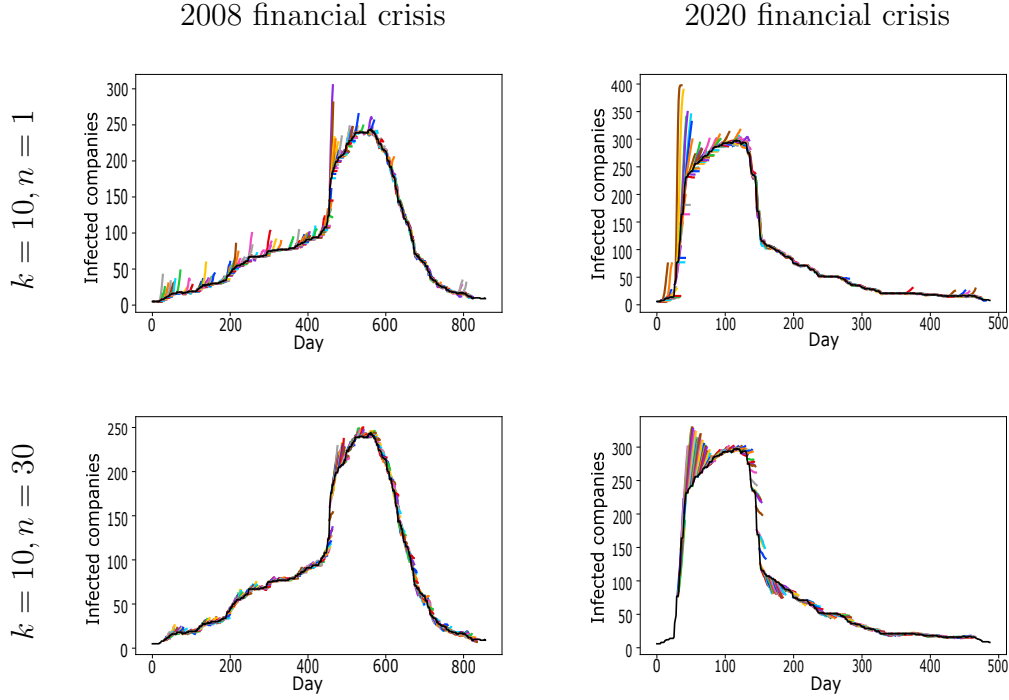 2008 financial crisis
2020 financial crisis
k = 10, n = 1
Infected companies
300
250
200
150
100
50
0
0 200 400 600 800
Day
Infected companies
400
350
300
250
200
150
100
50
0
0 100 200 300 400 500
Day
k = 10, n = 30
Infected companies
250
200
150
100
50
0
0 200 400 600 800
Day
Infected companies
300
250
200
150
100
50
0
0 100 200 300 400 500
Day